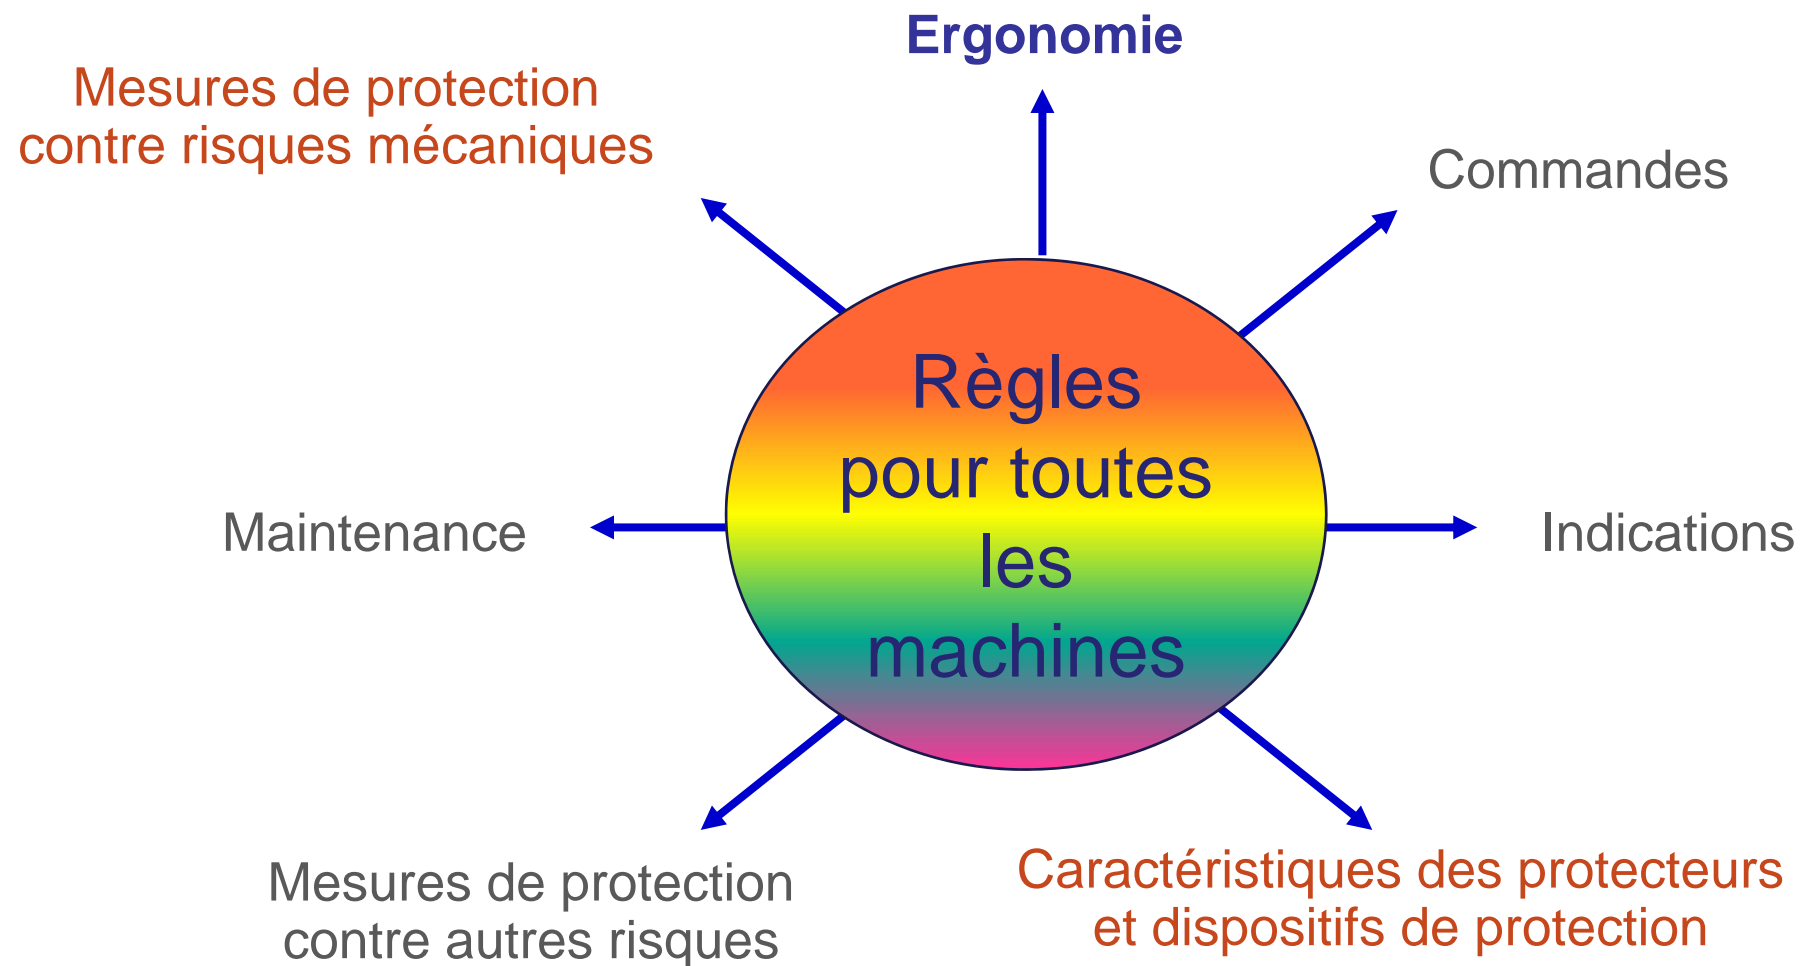 Ergonomie
Mesures de protection
contre risques mécaniques
Commandes
Règles
pour toutes
les
machines
Maintenance
Indications
Mesures de protection
contre autres risques
Caractéristiques des protecteurs
et dispositifs de protection